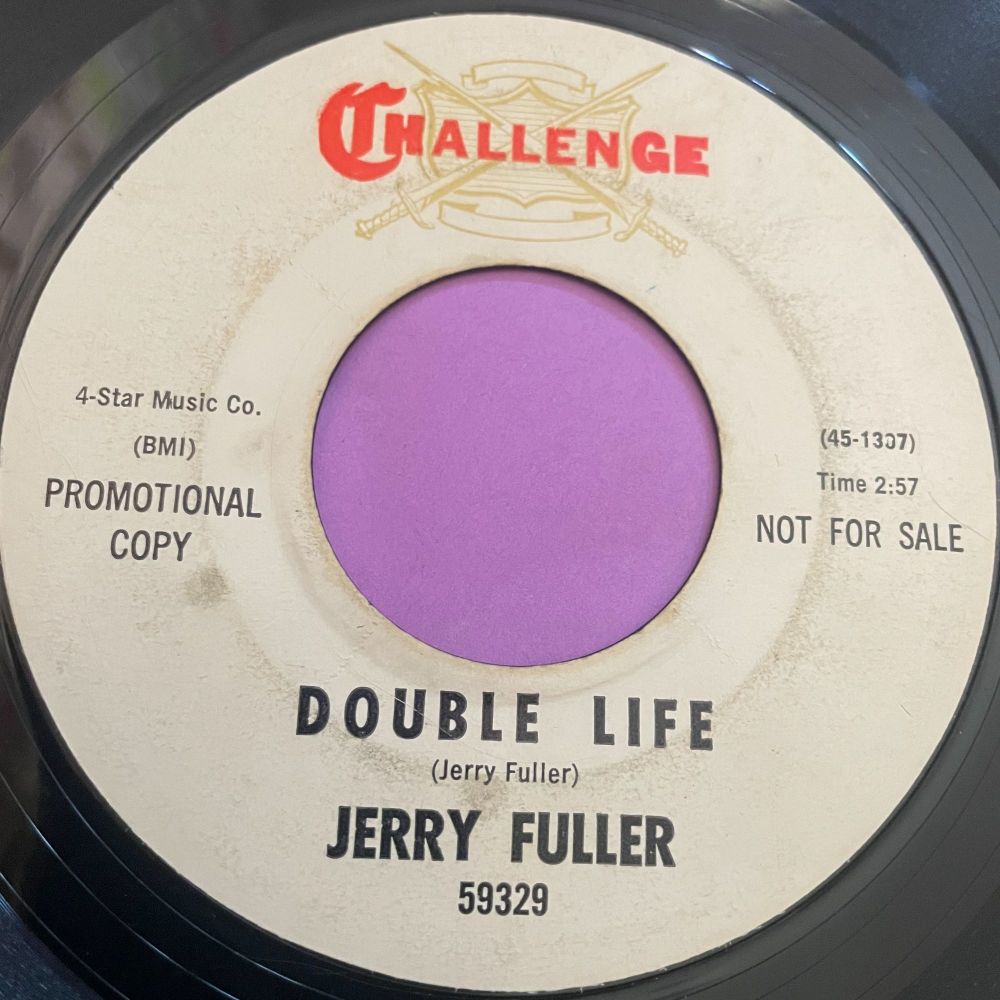 CHALLENGE
4-Star Music Co.
(BMI)
PROMOTIONAL
COPY
(45-1307)
Time 2:57
NOT FOR SALE
DOUBLE LIFE
(Jerry Fuller)
JERRY FULLER
59329